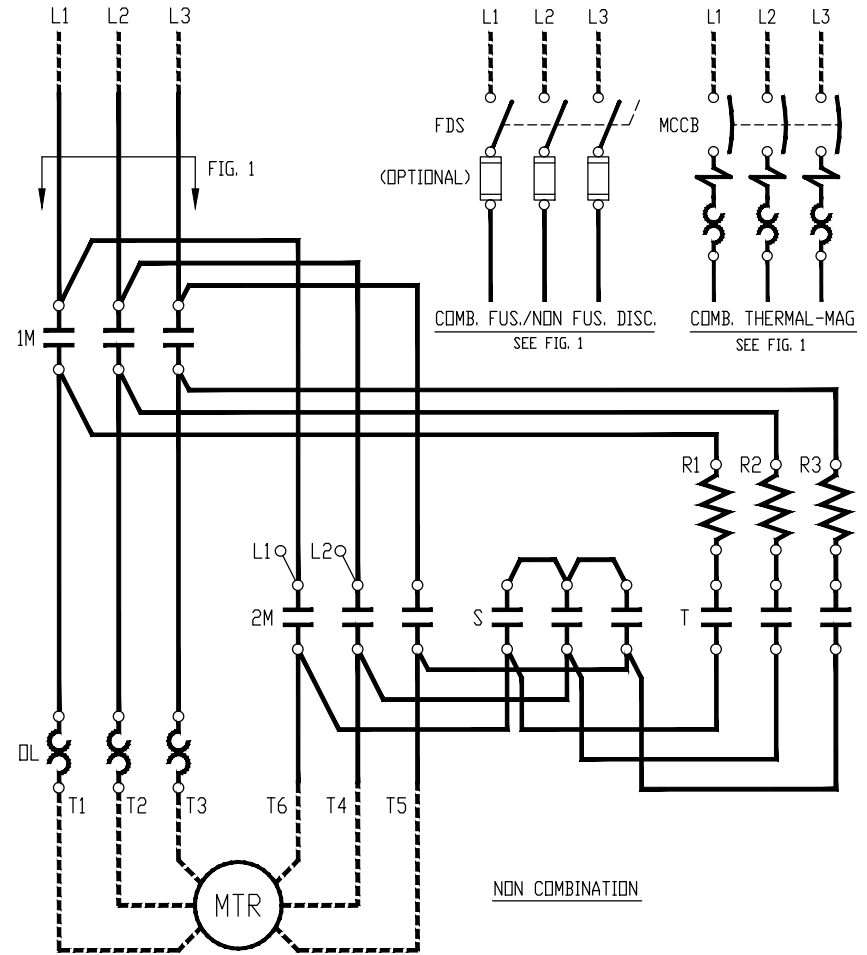 L1 L2 L3
L1 L2 L3
L1 L2 L3
FDS
MCCB
(OPTIONAL)
FIG. 1
COMB. FUS./NON FUS. DISC.
SEE FIG. 1
COMB. THERMAL-MAG
SEE FIG. 1
1M
R1 R2 R3
L1 L2
2M S T
OL
T1 T2 T3 T6 T4 T5
MTR
NON COMBINATION